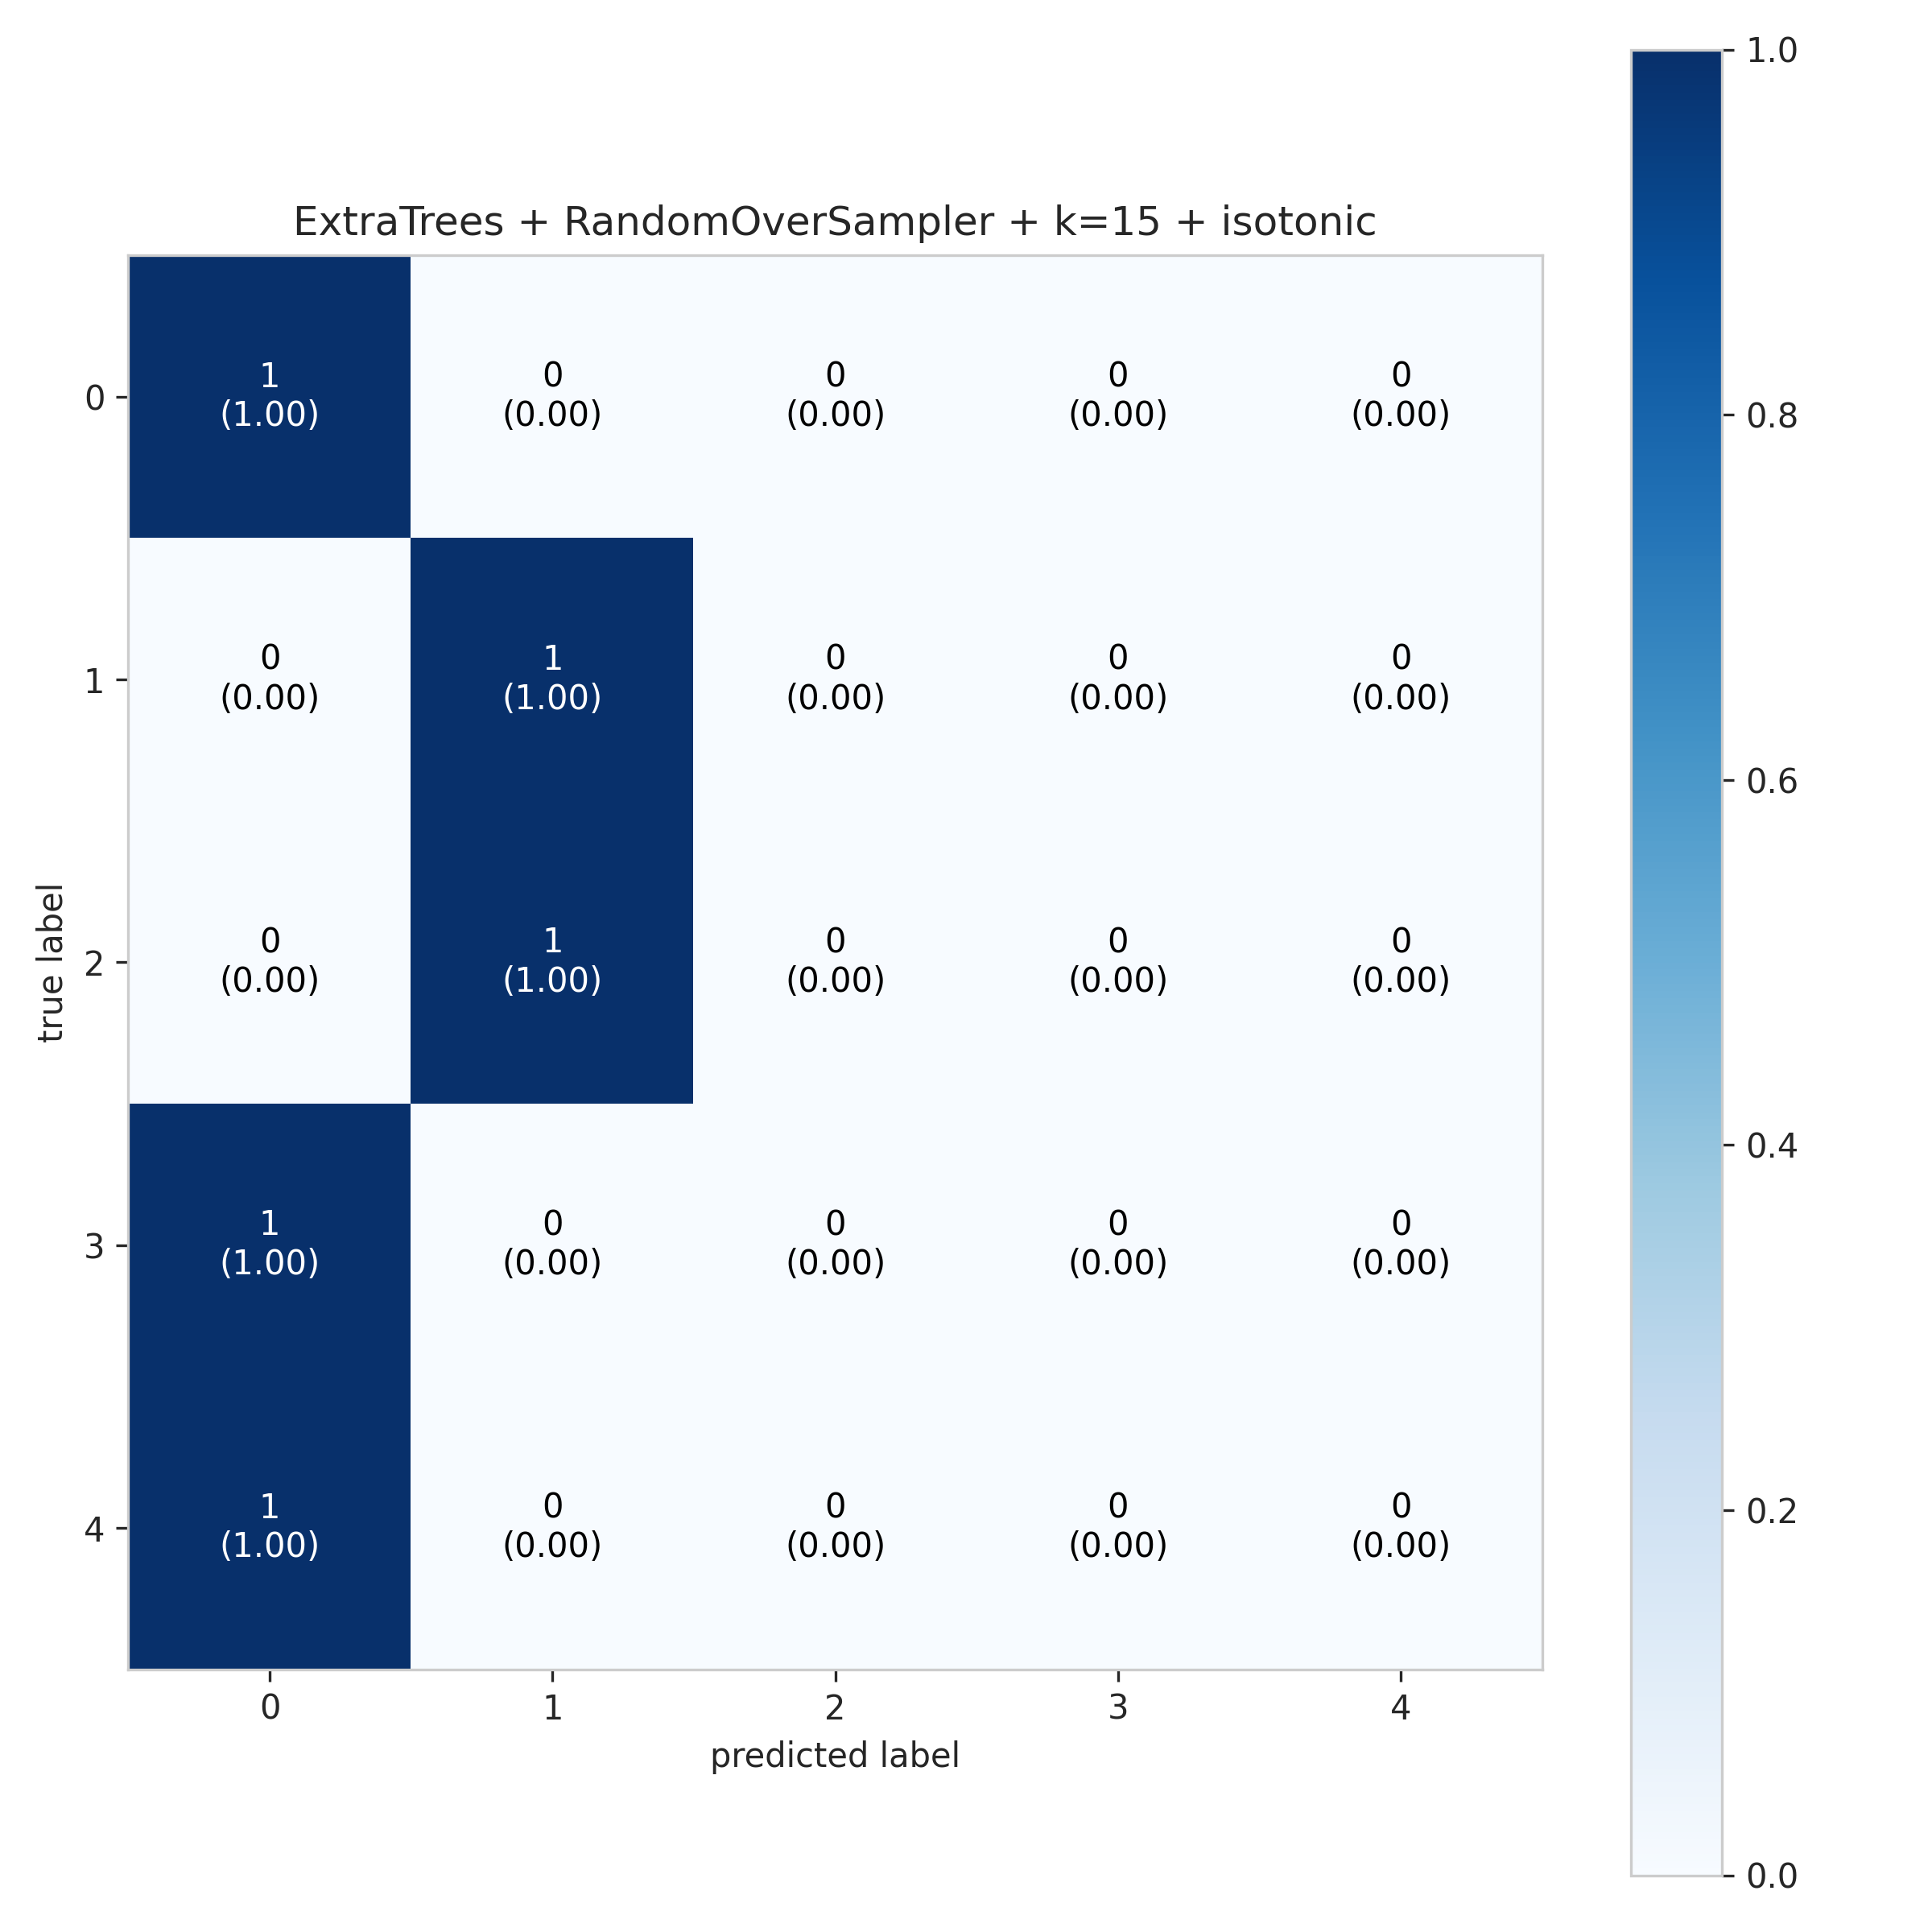 ExtraTrees + RandomOverSampler + k=15 + isotonic
1 0 0 0 0
0 (1.00) (0.00) (0.00) (0.00) (0.00)
0 1 0 0 0
1 (0.00) (1.00) (0.00) (0.00) (0.00)
0 1 0 0 0
2 (0.00) (1.00) (0.00) (0.00) (0.00)
1 0 0 0 0
3 (1.00) (0.00) (0.00) (0.00) (0.00)
1 0 0 0 0
4 (1.00) (0.00) (0.00) (0.00) (0.00)
true label
0 1 2 3 4
predicted label
1.0
0.8
0.6
0.4
0.2
0.0